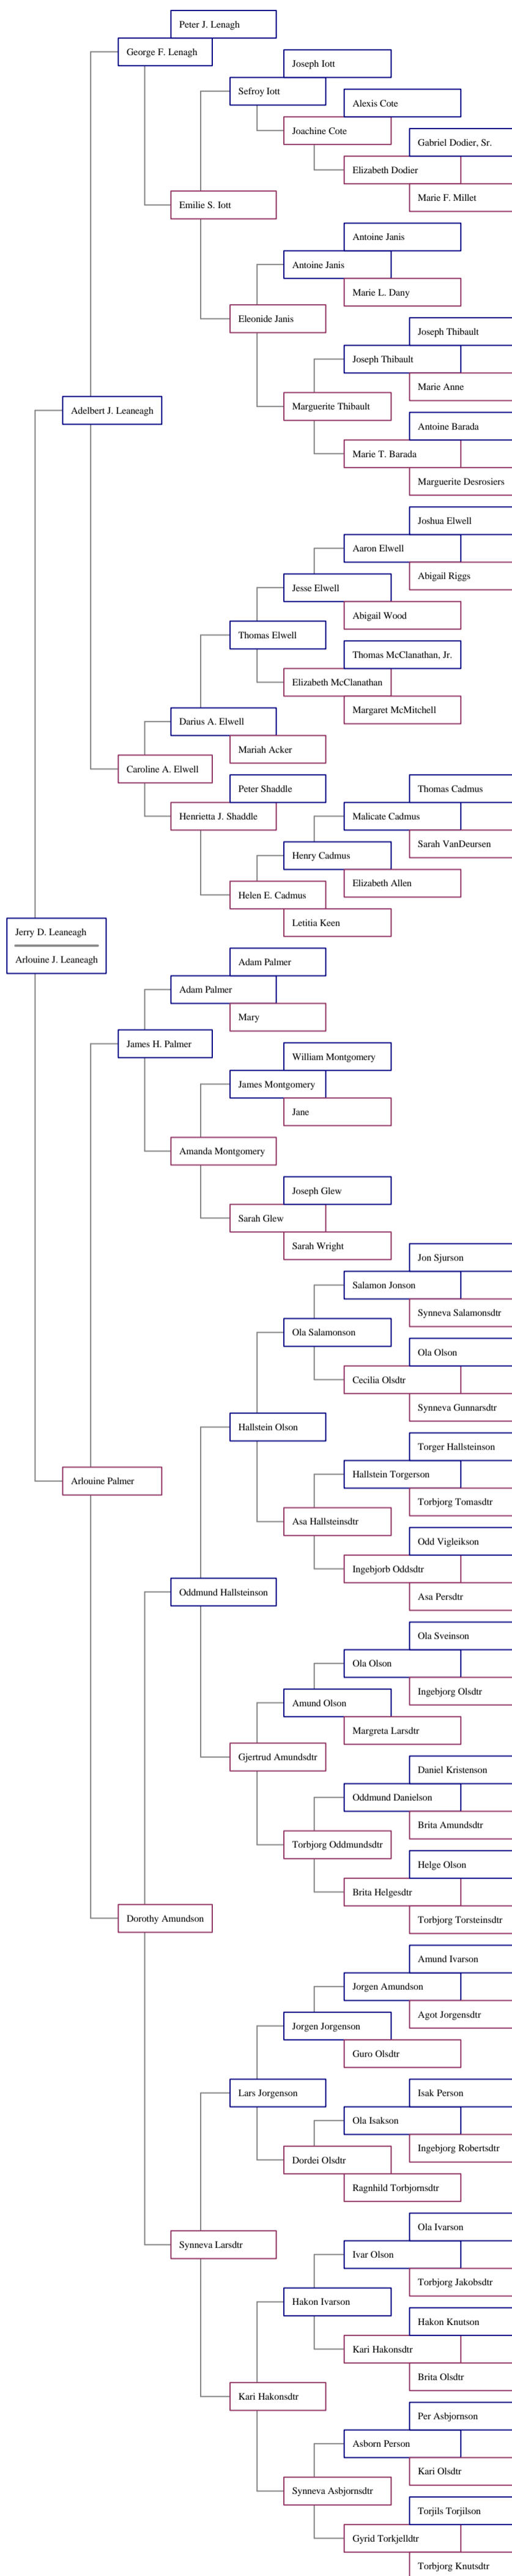 Peter J. Lenagh
George F. Lenagh
Joseph Iott
Sefroy Iott
Alexis Cote
Joachine Cote
Gabriel Dodier, Sr.
Elizabeth Dodier
Marie F. Millet
Emilie S. Iott
Antoine Janis
Antoine Janis
Marie L. Dany
Eleonide Janis
Joseph Thibault
Joseph Thibault
Marie Anne
Marguerite Thibault
Antoine Barada
Marie T. Barada
Marguerite Desrosiers
Adelbert J. Leaneagh
Joshua Elwell
Aaron Elwell
Abigail Riggs
Jesse Elwell
Abigail Wood
Thomas Elwell
Thomas McClanathan, Jr.
Elizabeth McClanathan
Margaret McMitchell
Darius A. Elwell
Mariah Acker
Caroline A. Elwell
Peter Shaddle
Henrietta J. Shaddle
Thomas Cadmus
Malicate Cadmus
Sarah VanDeursen
Henry Cadmus
Elizabeth Allen
Helen E. Cadmus
Letitia Keen
Jerry D. Leaneagh
Arlouine J. Leaneagh
Adam Palmer
Adam Palmer
Mary
James H. Palmer
William Montgomery
James Montgomery
Jane
Amanda Montgomery
Joseph Glew
Sarah Glew
Sarah Wright
Jon Sjurson
Salamon Jonson
Synneva Salamonsdtr
Ola Salamonson
Ola Olson
Cecilia Olsdtr
Synneva Gunnarsdtr
Hallstein Olson
Torger Hallsteinson
Hallstein Torgerson
Torbjorg Tomasdtr
Asa Hallsteinsdtr
Odd Vigleikson
Ingebjorb Oddsdtr
Asa Persdtr
Arlouine Palmer
Oddmund Hallsteinson
Ola Sveinson
Ola Olson
Ingebjorg Olsdtr
Amund Olson
Margreta Larsdtr
Gjertrud Amundsdtr
Daniel Kristenson
Oddmund Danielson
Brita Amundsdtr
Torbjorg Oddmundsdtr
Helge Olson
Brita Helgesdtr
Torbjorg Torsteinsdtr
Dorothy Amundson
Amund Ivarson
Jorgen Amundson
Agot Jorgensdtr
Jorgen Jorgenson
Guro Olsdtr
Lars Jorgenson
Isak Person
Ola Isakson
Ingebjorg Robertsdtr
Dordei Olsdtr
Ragnhild Torbjornsdtr
Synneva Larsdtr
Ola Ivarson
Ivar Olson
Torbjorg Jakobsdtr
Hakon Ivarson
Hakon Knutson
Kari Hakonsdtr
Brita Olsdtr
Kari Hakonsdtr
Per Asbjornson
Asborn Person
Kari Olsdtr
Synneva Asbjornsdtr
Torjils Torjilson
Gyrid Torkjelldtr
Torbjorg Knutsdtr